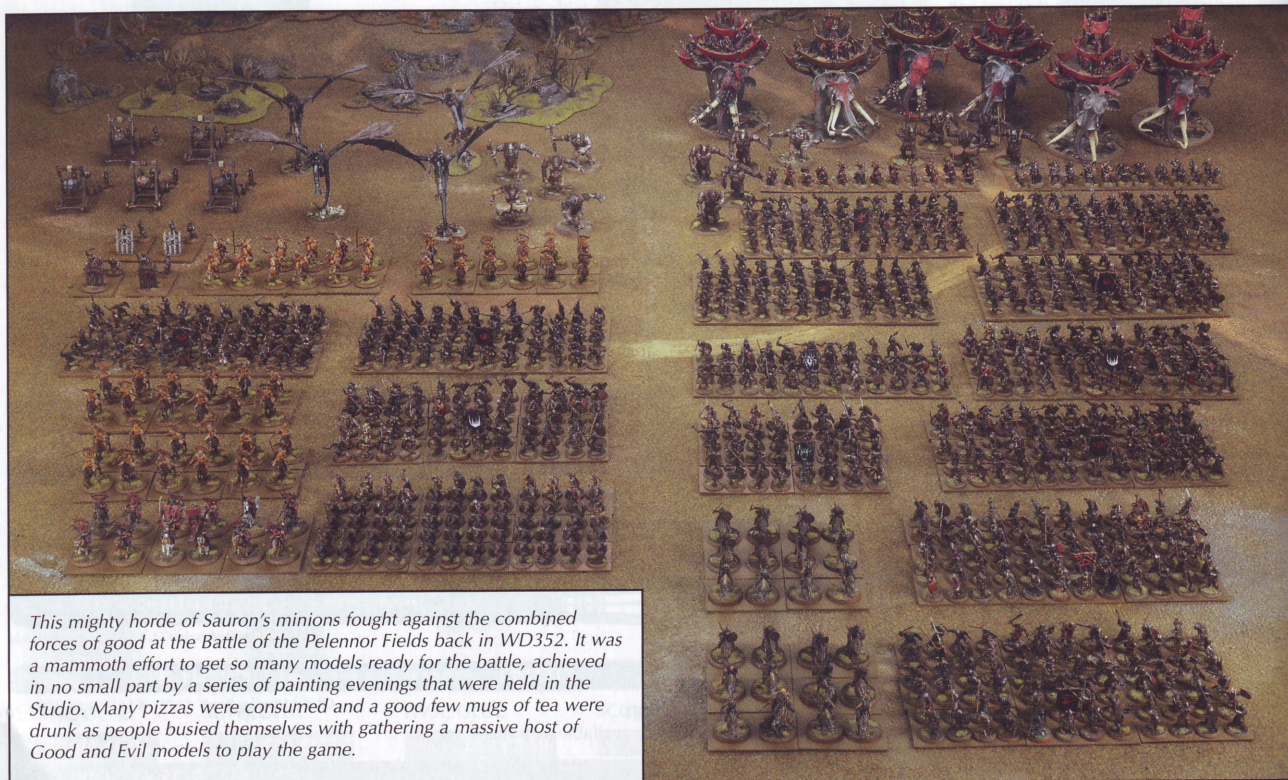 This mighty horde of Sauron's minions fought against the combined
forces of good at the Battle of the Pelennor Fields back in WD352. It was
a mammoth effort to get so many models ready for the battle, achieved
in no small part by a series of painting evenings that were held in the
Studio. Many pizzas were consumed and a good few mugs of tea were
drunk as people busied themselves with gathering a massive host of
Good and Evil models to play the game.